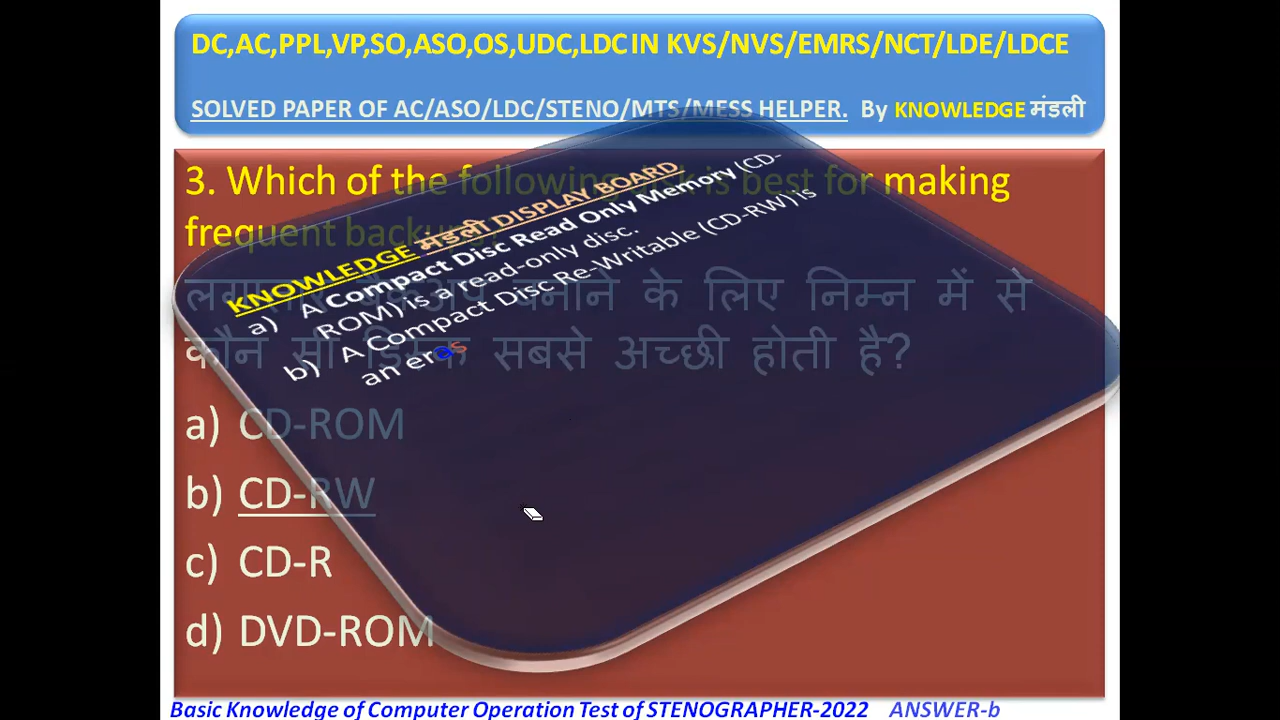 DC,AC,PPL,VP,SO,ASO,OS,UDC,LDC IN KVS/NVS/EMRS/NCT/LDE/LDCE
SOLVED PAPER OF AC/ASO/LDC/STENO/MTS/MESS HELPER. By KNOWLEDGE मंडली
3. Which of the following disk is best for making
frequent backups?
लगातार बैकअप बनाने के लिए निम्न में से
कौन सी डिस्क सबसे अच्छी होती है?
a) CD-ROM
b) CD-RW
c) CD-R
d) DVD-ROM
KNOWLEDGE मंडली DISPLAY BOARD
a) A Compact Disc Read Only Memory (CD-
ROM) is a read-only disc.
b) A Compact Disc Re-Writable (CD-RW) is
an eras
Basic Knowledge of Computer Operation Test of STENOGRAPHER-2022 ANSWER-b